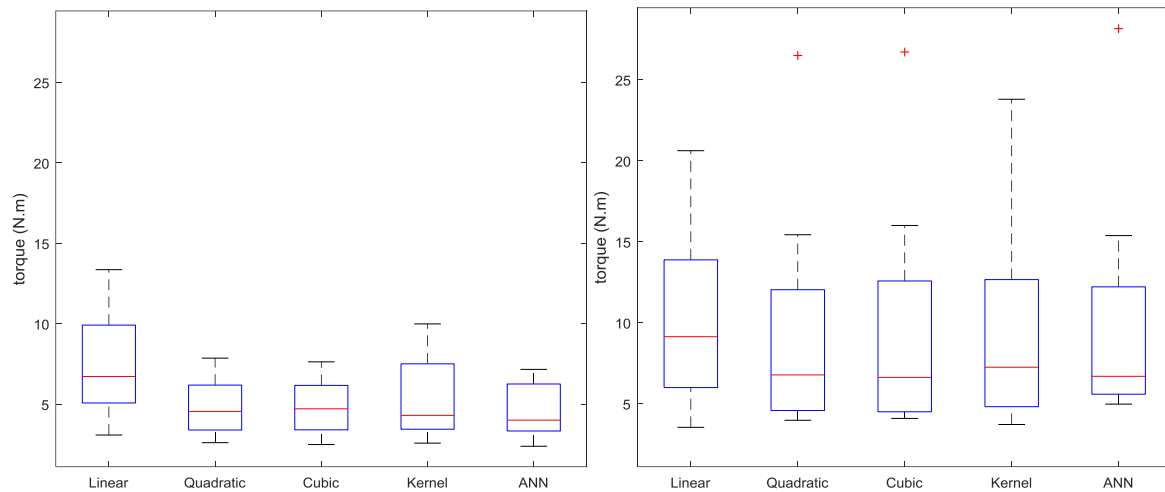 torque (N.m)
25
20
15
10
5
Linear
Quadratic
Cubic
Kernel
ANN
torque (N.m)
25
20
15
10
5
Linear
Quadratic
Cubic
Kernel
ANN